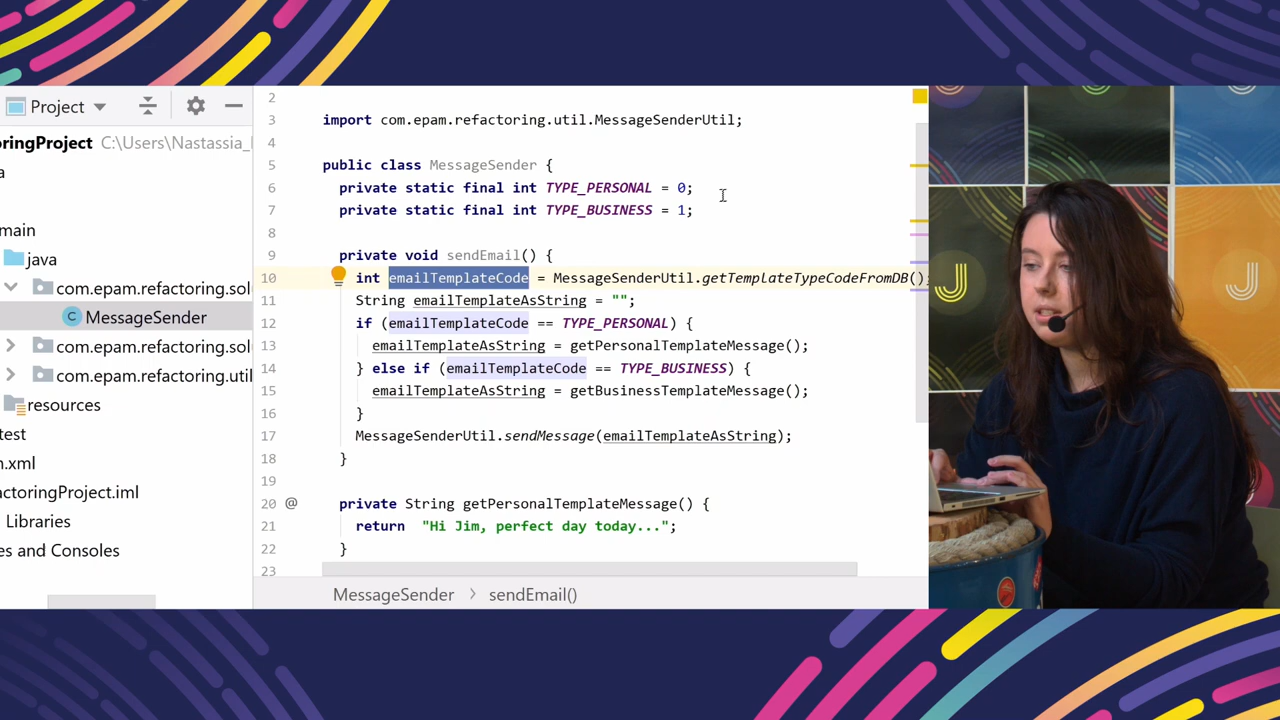 Project
oringProject C:\Users\Nastassia_
a
main
java
com.epam.refactoring.sol
MessageSender
com.epam.refactoring.sol
com.epam.refactoring.util
resources
test
m.xml
actoringProject.iml
Libraries
es and Consoles
2
3 import com.epam.refactoring.util.MessageSenderUtil;
4
5 public class MessageSender {
6 private static final int TYPE_PERSONAL = 0;
7 private static final int TYPE_BUSINESS = 1;
8
9 private void sendEmail() {
10 int emailTemplateCode = MessageSenderUtil.getTemplateTypeCodeFromDB();
11 String emailTemplateAsString = "";
12 if (emailTemplateCode == TYPE_PERSONAL) {
13 emailTemplateAsString = getPersonalTemplateMessage();
14 } else if (emailTemplateCode == TYPE_BUSINESS) {
15 emailTemplateAsString = getBusinessTemplateMessage();
16 }
17 MessageSenderUtil.sendMessage(emailTemplateAsString);
18 }
19
20 @ private String getPersonalTemplateMessage() {
21 return "Hi Jim, perfect day today...";
22 }
23
MessageSender > sendEmail()
J
J